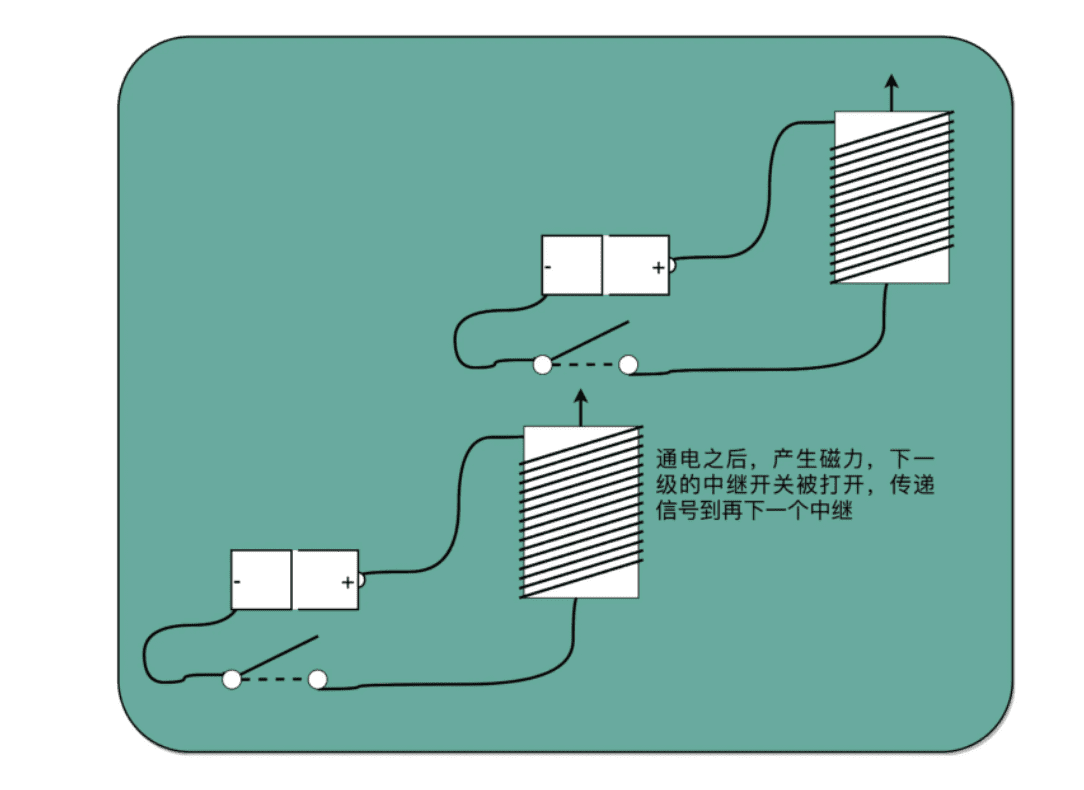 - +
通电之后，产生磁力，下一
级的中继开关被打开，传递
信号到再下一个中继
- +